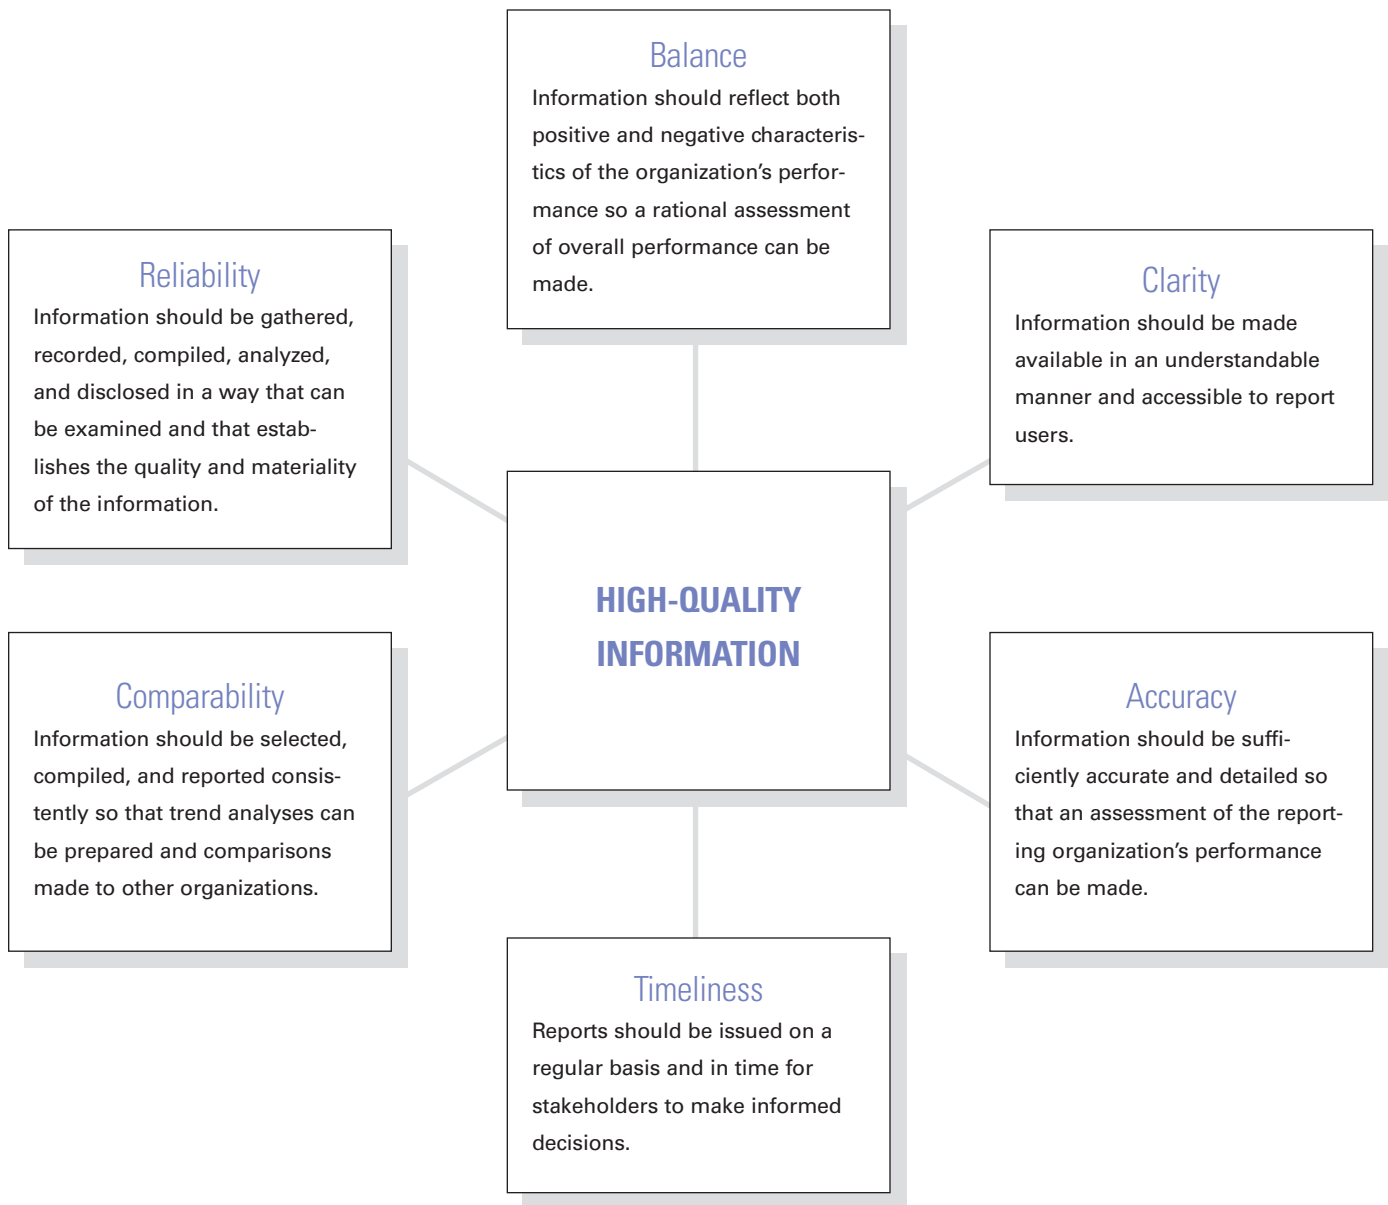 Balance
Information should reflect both
positive and negative characteris-
tics of the organization’s perfor-
mance so a rational assessment
of overall performance can be
made.
Reliability
Information should be gathered,
recorded, compiled, analyzed,
and disclosed in a way that can
be examined and that estab-
lishes the quality and materiality
of the information.
Clarity
Information should be made
available in an understandable
manner and accessible to report
users.
HIGH-QUALITY
INFORMATION
Comparability
Information should be selected,
compiled, and reported consis-
tently so that trend analyses can
be prepared and comparisons
made to other organizations.
Accuracy
Information should be suffi-
ciently accurate and detailed so
that an assessment of the report-
ing organization’s performance
can be made.
Timeliness
Reports should be issued on a
regular basis and in time for
stakeholders to make informed
decisions.